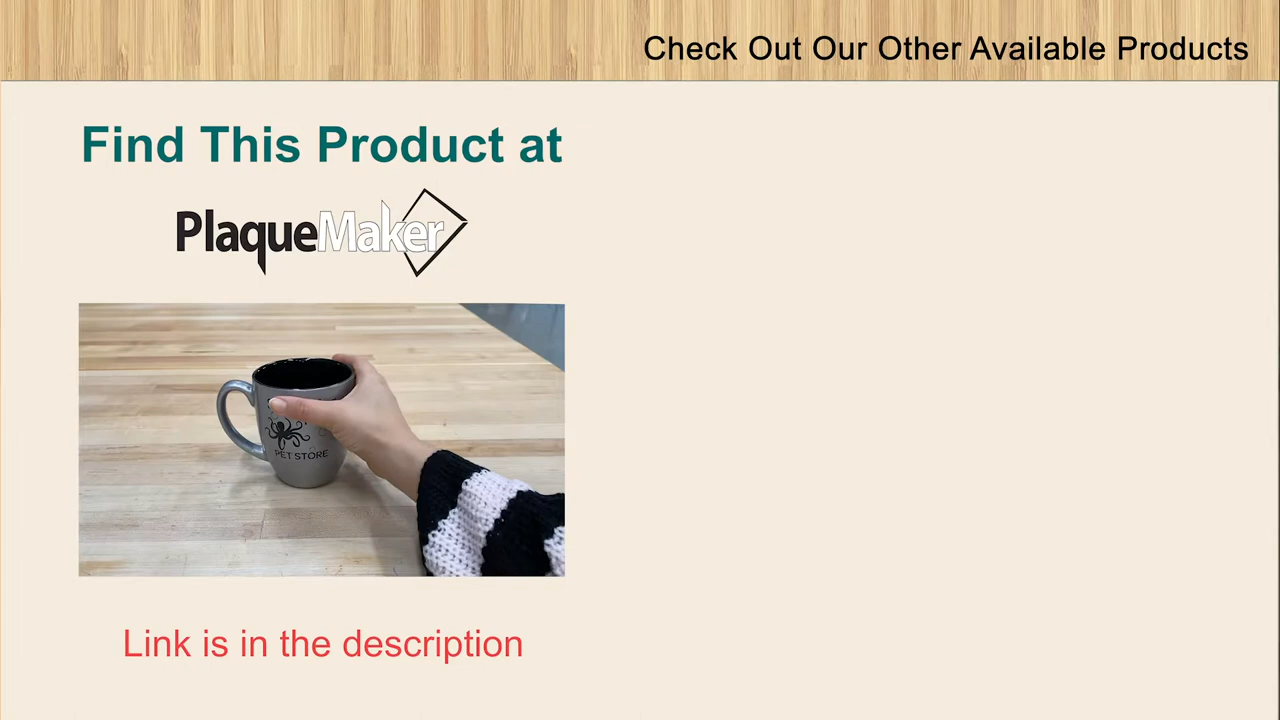 Check Out Our Other Available Products
Find This Product at
PlaqueMaker
PET STORE
Link is in the description